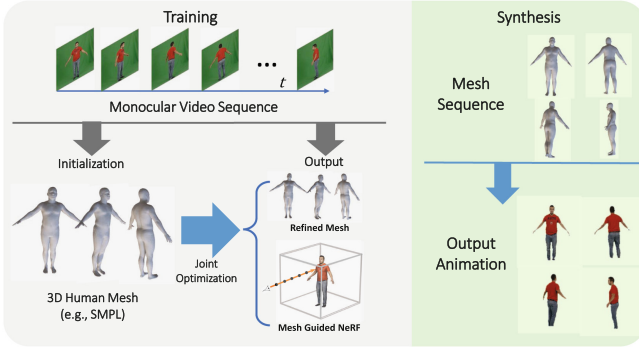 Training
t
Monocular Video Sequence
Initialization
Output
Refined Mesh
Joint
Optimization
3D Human Mesh
(e.g., SMPL)
Mesh Guided NeRF
Synthesis
Mesh
Sequence
Output
Animation